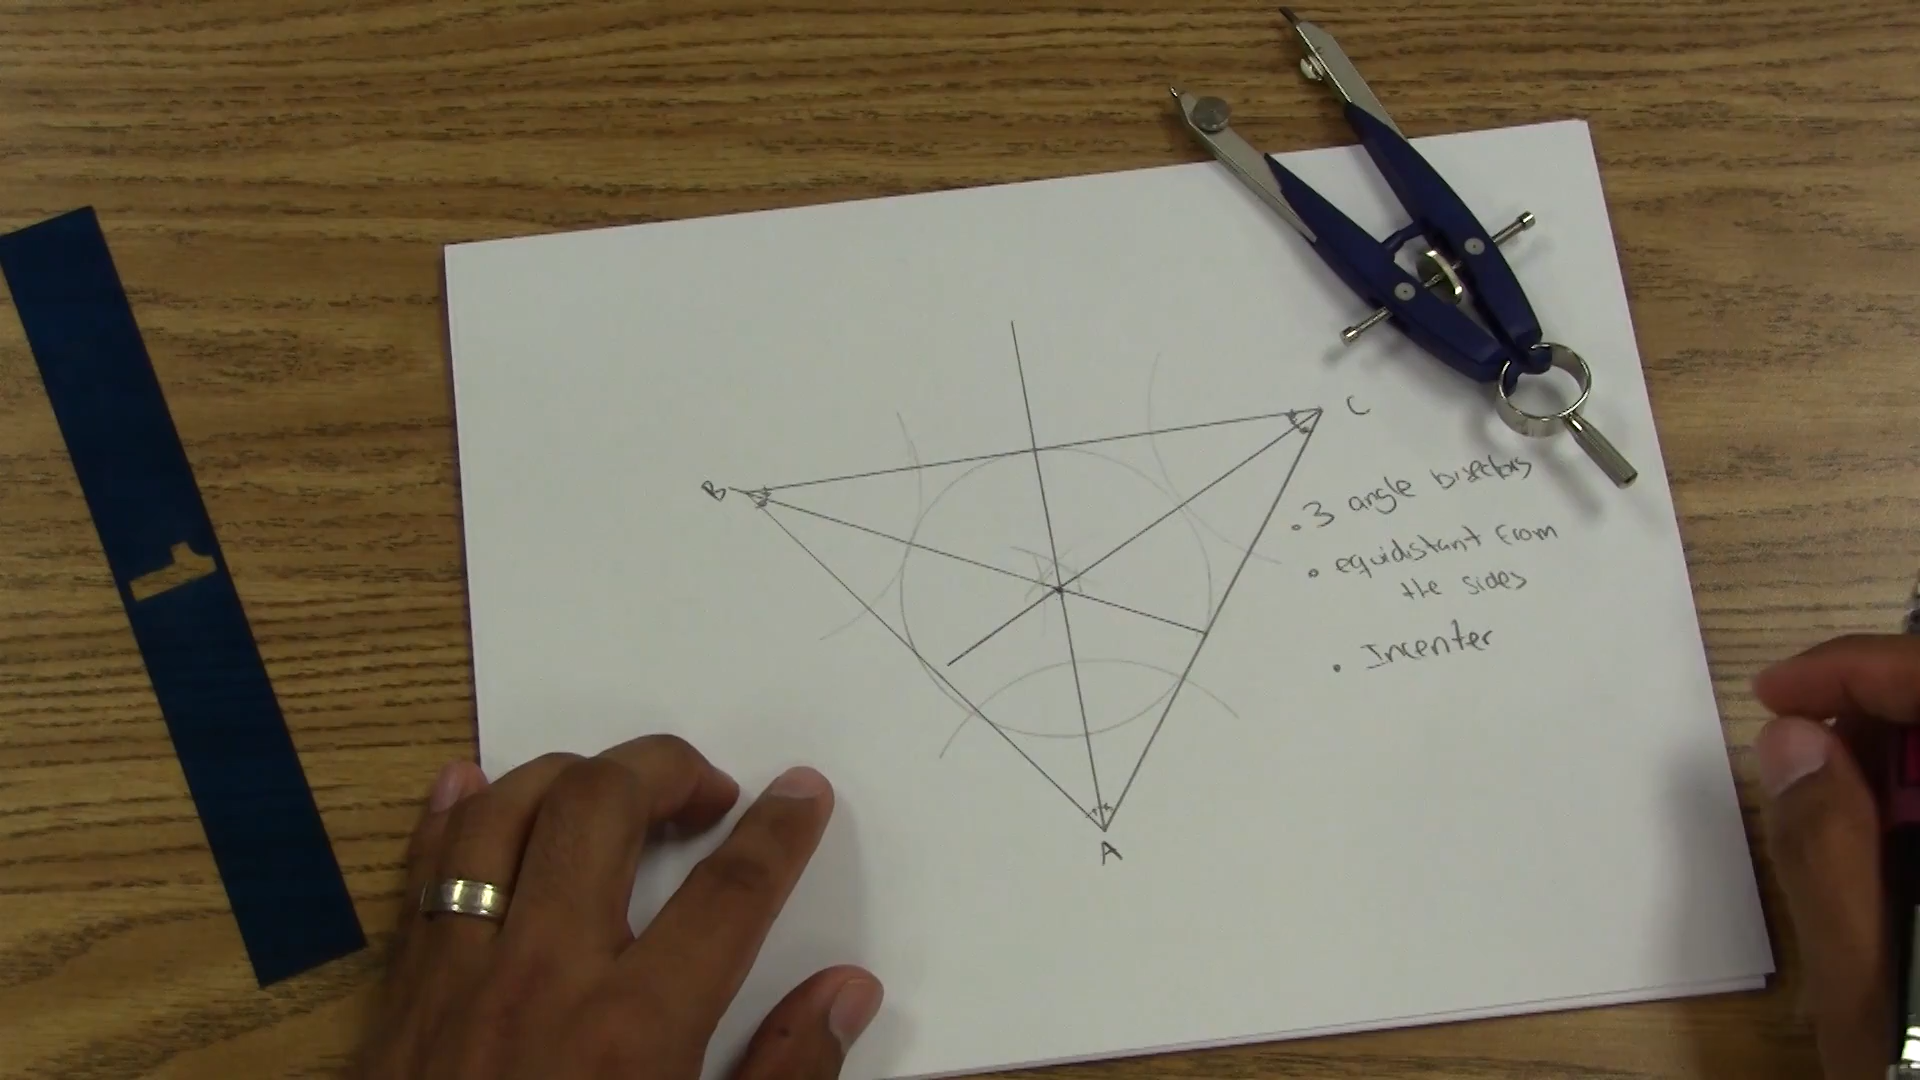 C
B
• 3 angle bisectors
• equidistant from
the sides
• Incenter
A